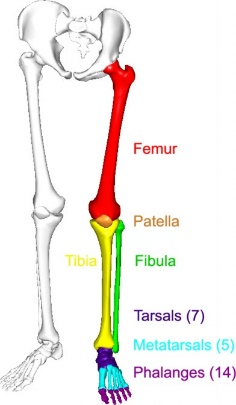 Femur
Patella
Tibia Fibula
Tarsals (7)
Metatarsals (5)
Phalanges (14)